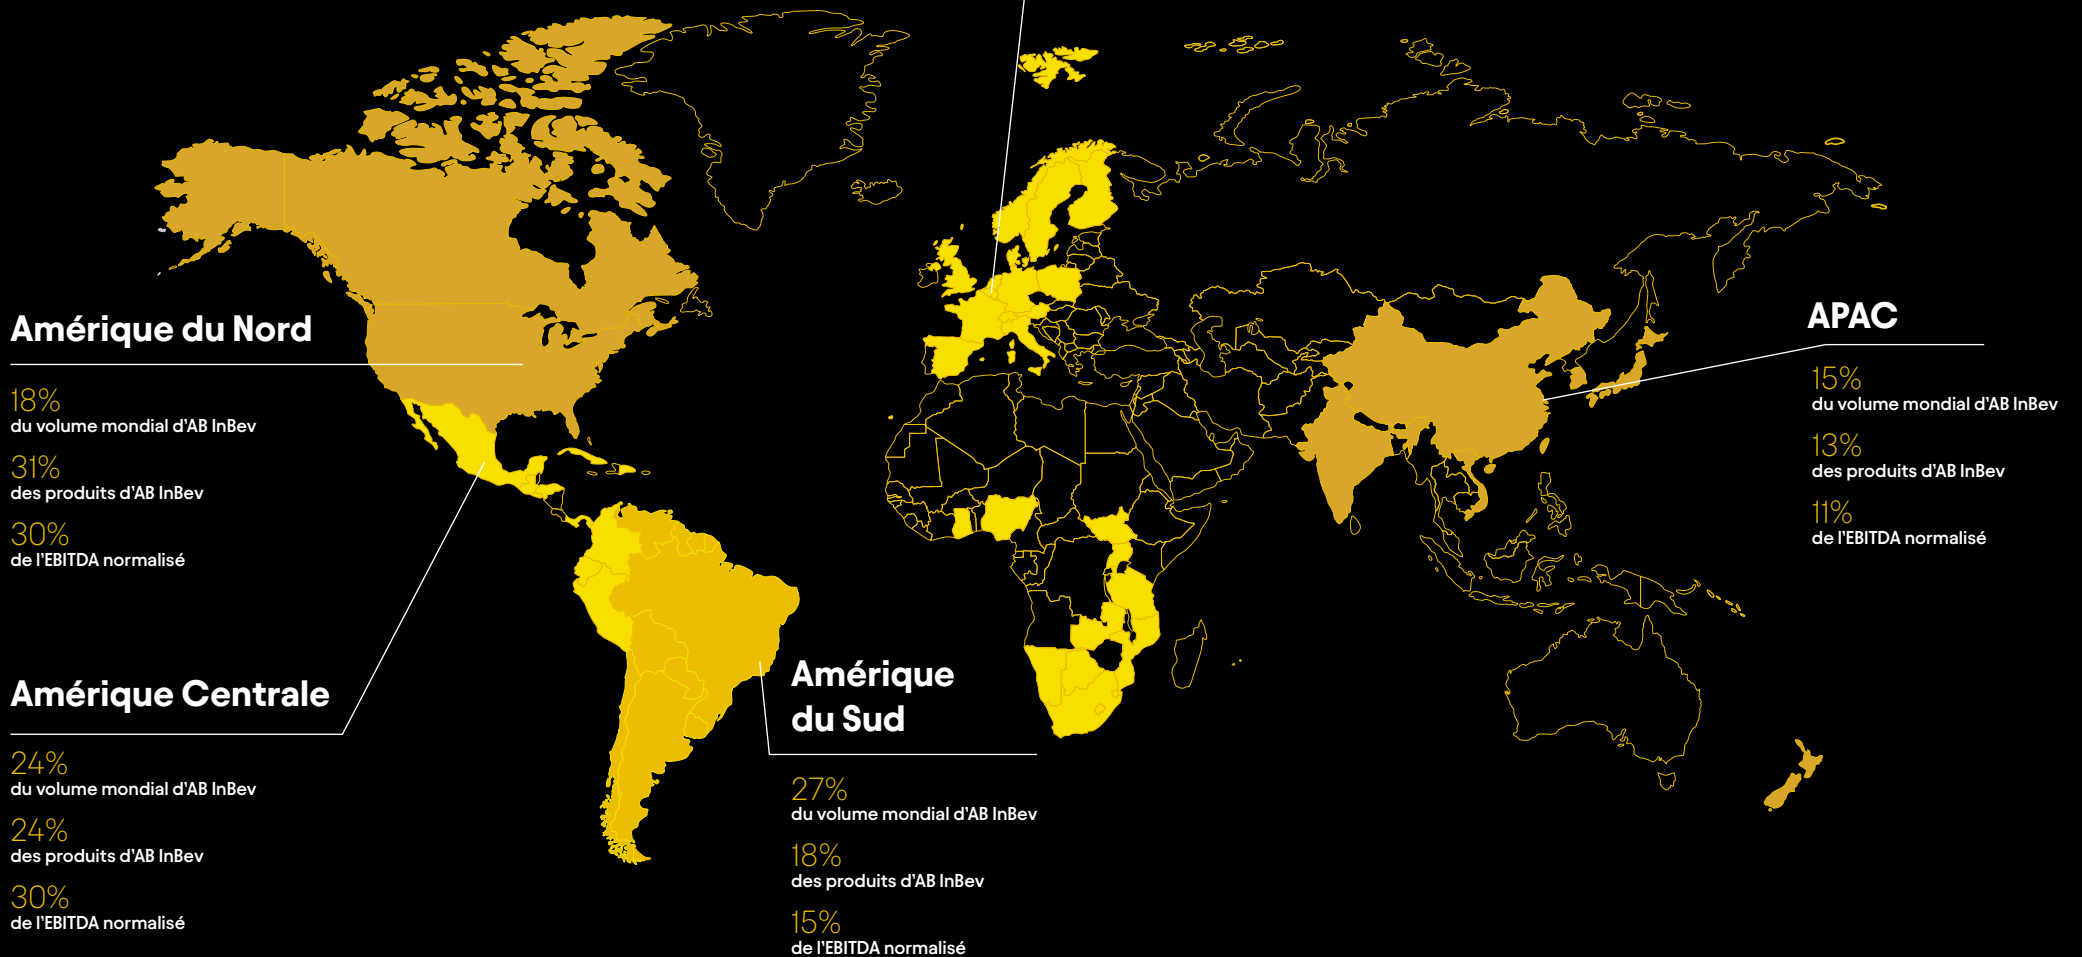 Amérique du Nord
18%
du volume mondial d'AB InBev
31%
des produits d'AB InBev
30%
de l'EBITDA normalisé
Amérique Centrale
24%
du volume mondial d'AB InBev
24%
des produits d'AB InBev
30%
de l'EBITDA normalisé
Amérique
du Sud
27%
du volume mondial d'AB InBev
18%
des produits d'AB InBev
15%
de l'EBITDA normalisé
APAC
15%
du volume mondial d'AB InBev
13%
des produits d'AB InBev
11%
de l'EBITDA normalisé